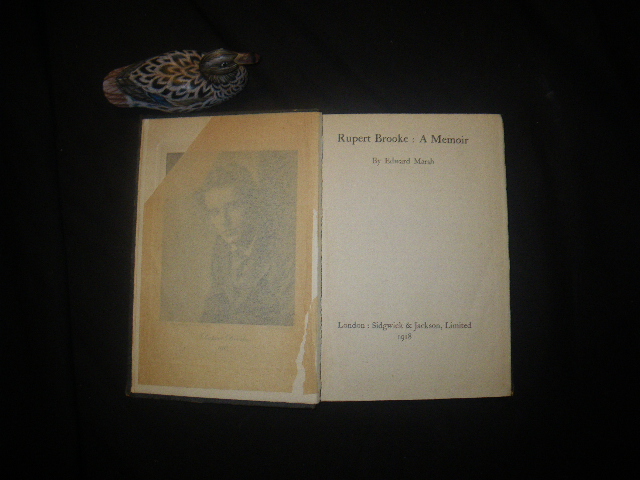 Rupert Brooke : A Memoir
By Edward Marsh
London : Sidgwick & Jackson, Limited
1918